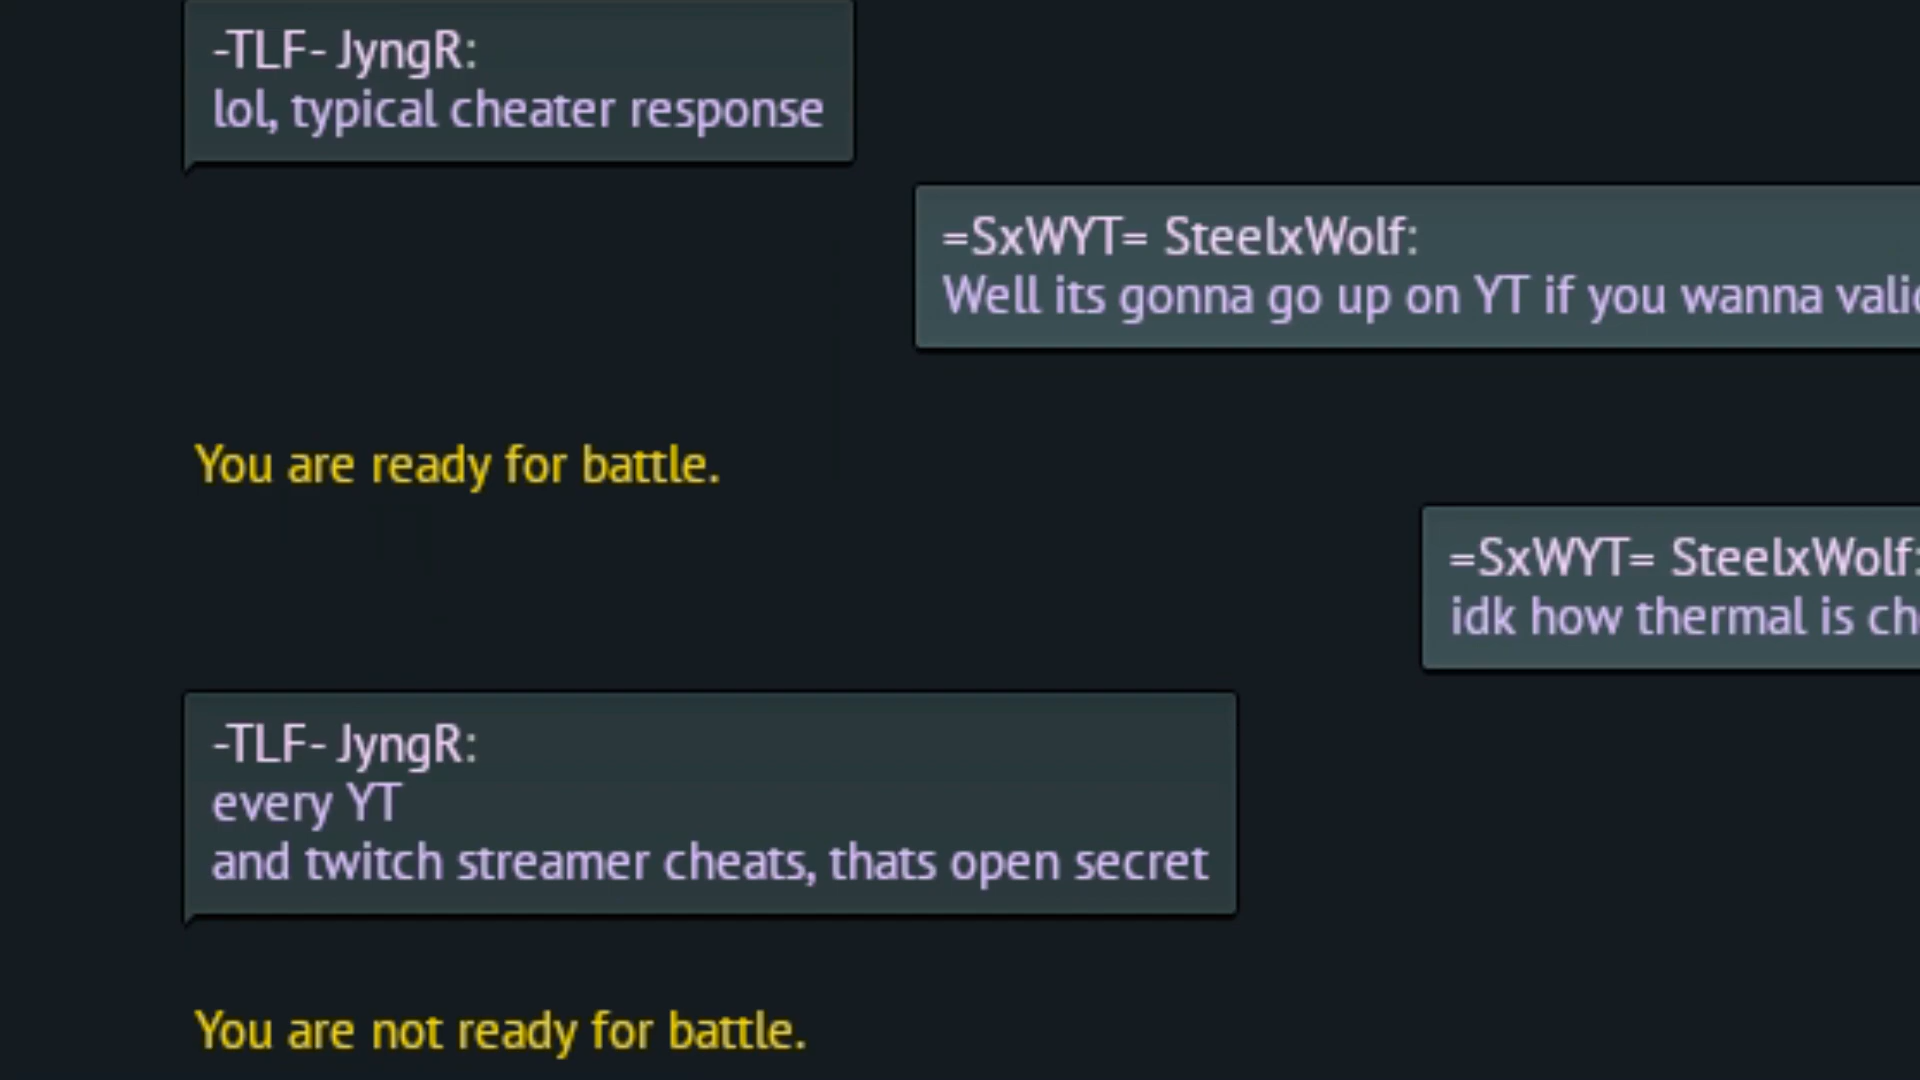 -TLF- JyngR:
lol, typical cheater response
=SxWYT= SteelxWolf:
Well its gonna go up on YT if you wanna
You are ready for battle.
=SxWYT= SteelxWolf:
idk how thermal is
-TLF- JyngR:
every YT
and twitch streamer cheats, thats open secret
You are not ready for battle.